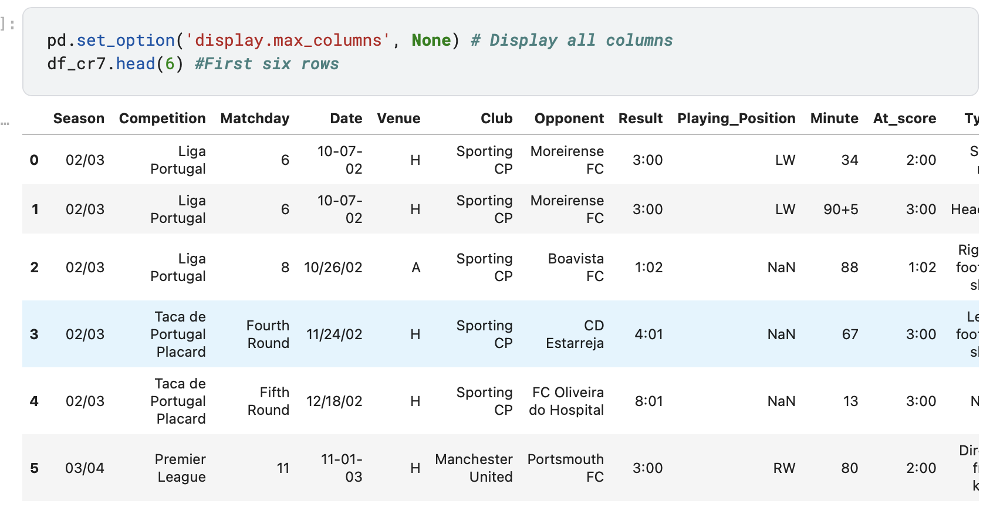 ]:
pd.set_option('display.max_columns', None) # Display all columns
df_cr7.head(6) #First six rows
…
Season Competition Matchday Date Venue Club Opponent Result Playing_Position Minute At_score
0 02/03 Liga Portugal 6 10-07-02 H Sporting CP Moreirense FC 3:00 LW 34 2:00
1 02/03 Liga Portugal 6 10-07-02 H Sporting CP Moreirense FC 3:00 LW 90+5 3:00
2 02/03 Liga Portugal 8 10/26/02 A Sporting CP Boavista FC 1:02 NaN 88 1:02
3 02/03 Taca de Portugal Placard Fourth Round 11/24/02 H Sporting CP CD Estarreja 4:01 NaN 67 3:00
4 02/03 Taca de Portugal Placard Fifth Round 12/18/02 H Sporting CP FC Oliveira do Hospital 8:01 NaN 13 3:00
5 03/04 Premier League 11 11-01-03 H Manchester United Portsmouth FC 3:00 RW 80 2:00